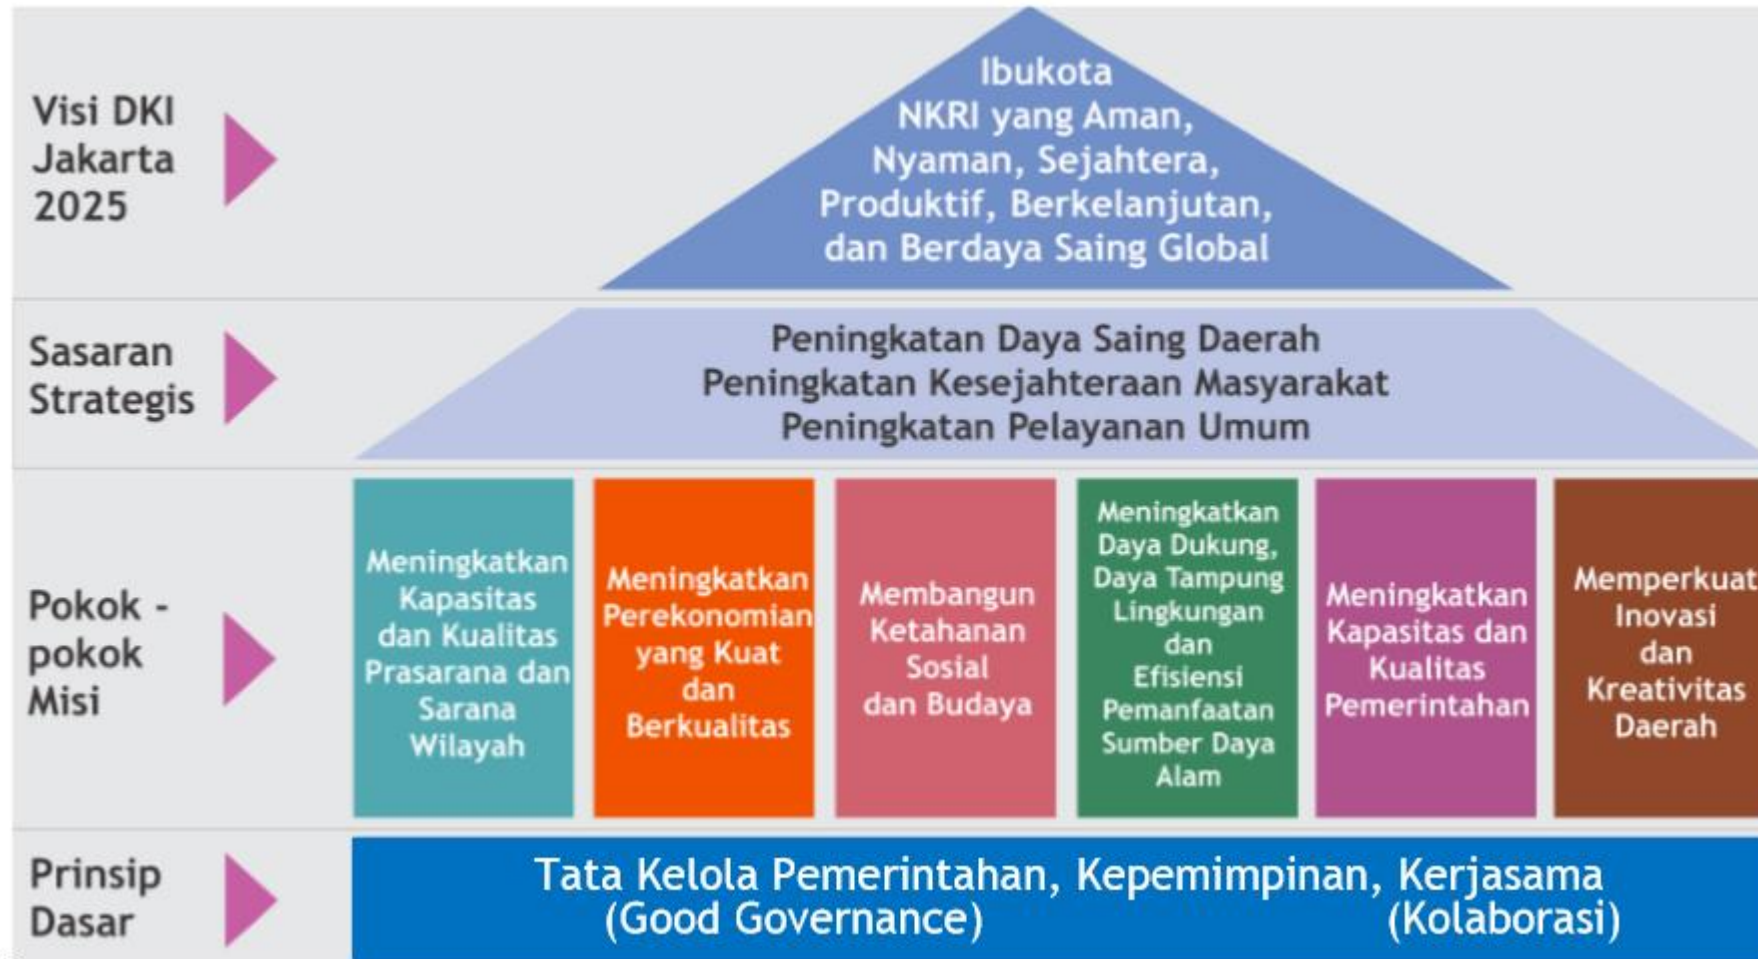 Visi DKI
Jakarta
2025
Ibukota
NKRI yang Aman,
Nyaman, Sejahtera,
Produktif, Berkelanjutan,
dan Berdaya Saing Global
Sasaran
Strategis
Peningkatan Daya Saing Daerah
Peningkatan Kesejahteraan Masyarakat
Peningkatan Pelayanan Umum
Pokok -
pokok
Misi
Meningkatkan
Kapasitas
dan Kualitas
Prasarana dan
Sarana
Wilayah
Meningkatkan
Perekonomian
yang Kuat
dan
Berkualitas
Membangun
Ketahanan
Sosial
dan Budaya
Meningkatkan
Daya Dukung,
Daya Tampung
Lingkungan
dan
Efisiensi
Pemanfaatan
Sumber Daya
Alam
Meningkatkan
Kapasitas dan
Kualitas
Pemerintahan
Memperkuat
Inovasi
dan
Kreativitas
Daerah
Prinsip
Dasar
Tata Kelola Pemerintahan, Kepemimpinan, Kerjasama
(Good Governance) (Kolaborasi)